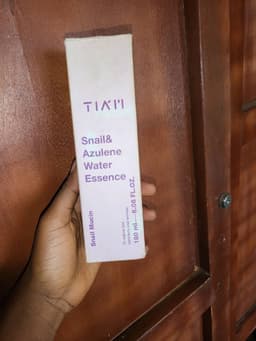 TIA'M
Snail&
Azulene
Water
Essence
Snail Mucin
180 ml — 6.08 FL.OZ.